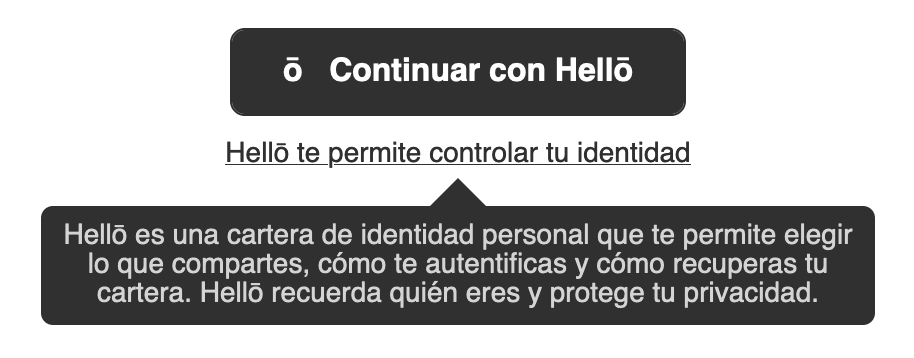 ō Continuar con Hellō
Hellō te permite controlar tu identidad
Hellō es una cartera de identidad personal que te permite elegir
lo que compartes, cómo te autentificas y cómo recuperas tu
cartera. Hellō recuerda quién eres y protege tu privacidad.